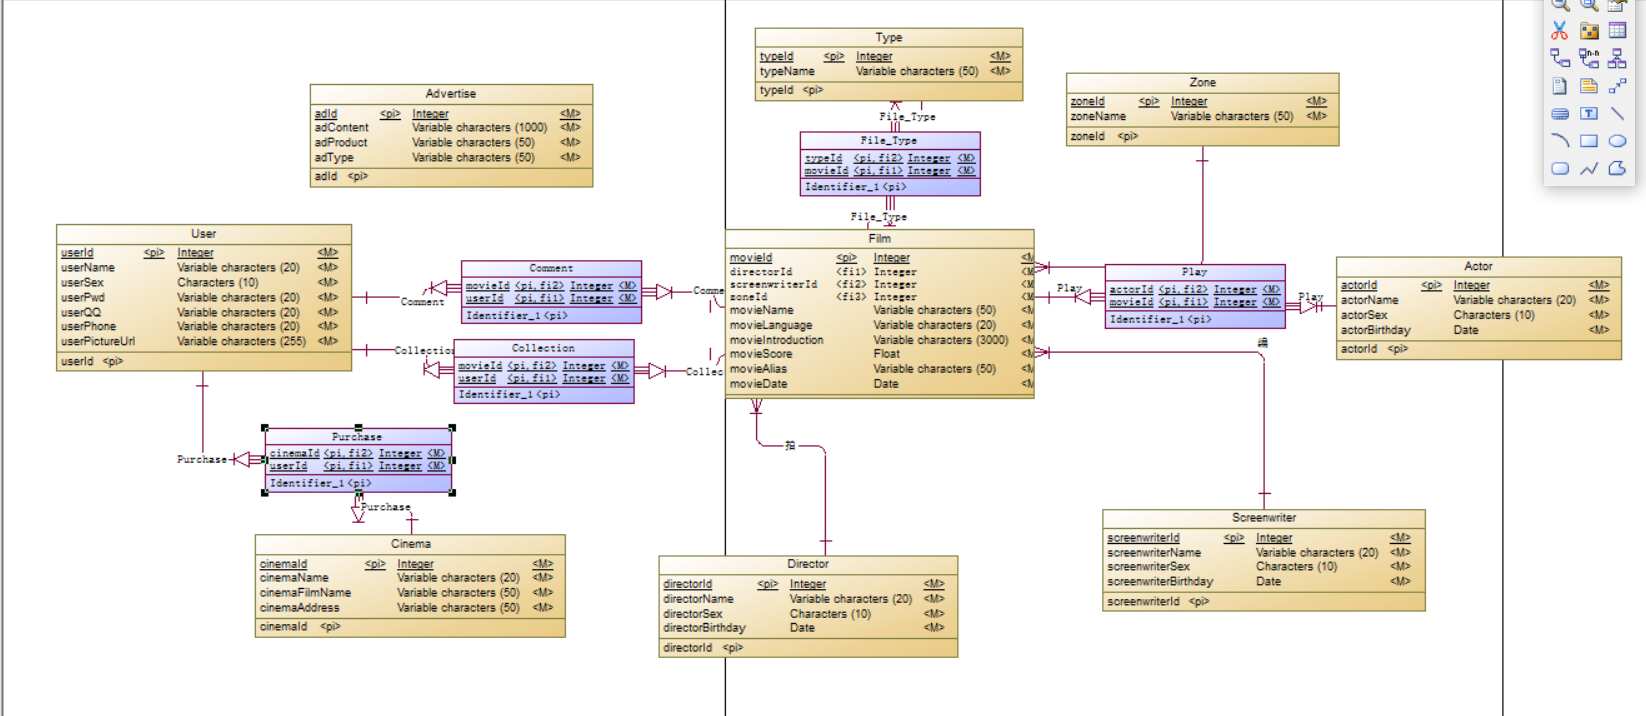 Type
typeId <pi> Integer <M>
typeName Variable characters (50) <M>
typeId <pi>
Zone
zoneId <pi> Integer <M>
zoneName Variable characters (50) <M>
zoneId <pi>
Advertise
adId <pi> Integer <M>
adContent Variable characters (1000) <M>
adProduct Variable characters (50) <M>
adType Variable characters (50) <M>
adId <pi>
File_Type
File_Type
typeId <pi,fi2> Integer <M>
movieId <pi,fi1> Integer <M>
Identifier_1 <pi>
File_Type
User
userId <pi> Integer <M>
userName Variable characters (20) <M>
userSex Characters (10) <M>
userPwd Variable characters (20) <M>
userQQ Variable characters (20) <M>
userPhone Variable characters (20) <M>
userPictureUrl Variable characters (255) <M>
userId <pi>
Comment
Comment
movieId <pi,fi2> Integer <M>
userId <pi,fi1> Integer <M>
Identifier_1 <pi>
Comme
Collection
Collection
movieId <pi,fi2> Integer <M>
userId <pi,fi1> Integer <M>
Identifier_1 <pi>
Collec
Film
movieId <pi> Integer <M
directorId <fi1> Integer <M
screenwriterId <fi2> Integer <M
zoneId <fi3> Integer <M
movieName Variable characters (50) <M
movieLanguage Variable characters (20) <M
movieIntroduction Variable characters (3000) <M
movieScore Float <M
movieAlias Variable characters (50) <M
movieDate Date <M
Play
Play
actorId <pi,fi2> Integer <M>
movieId <pi,fi1> Integer <M>
Identifier_1 <pi>
Play
Actor
actorId <pi> Integer <M>
actorName Variable characters (20) <M>
actorSex Characters (10) <M>
actorBirthday Date <M>
actorId <pi>
编
Purchase
Purchase
cinemaId <pi,fi2> Integer <M>
userId <pi,fi1> Integer <M>
Identifier_1 <pi>
Purchase
拍
Cinema
cinemaId <pi> Integer <M>
cinemaName Variable characters (20) <M>
cinemaFilmName Variable characters (50) <M>
cinemaAddress Variable characters (50) <M>
cinemaId <pi>
Director
directorId <pi> Integer <M>
directorName Variable characters (20) <M>
directorSex Characters (10) <M>
directorBirthday Date <M>
directorId <pi>
Screenwriter
screenwriterId <pi> Integer <M>
screenwriterName Variable characters (20) <M>
screenwriterSex Characters (10) <M>
screenwriterBirthday Date <M>
screenwriterId <pi>